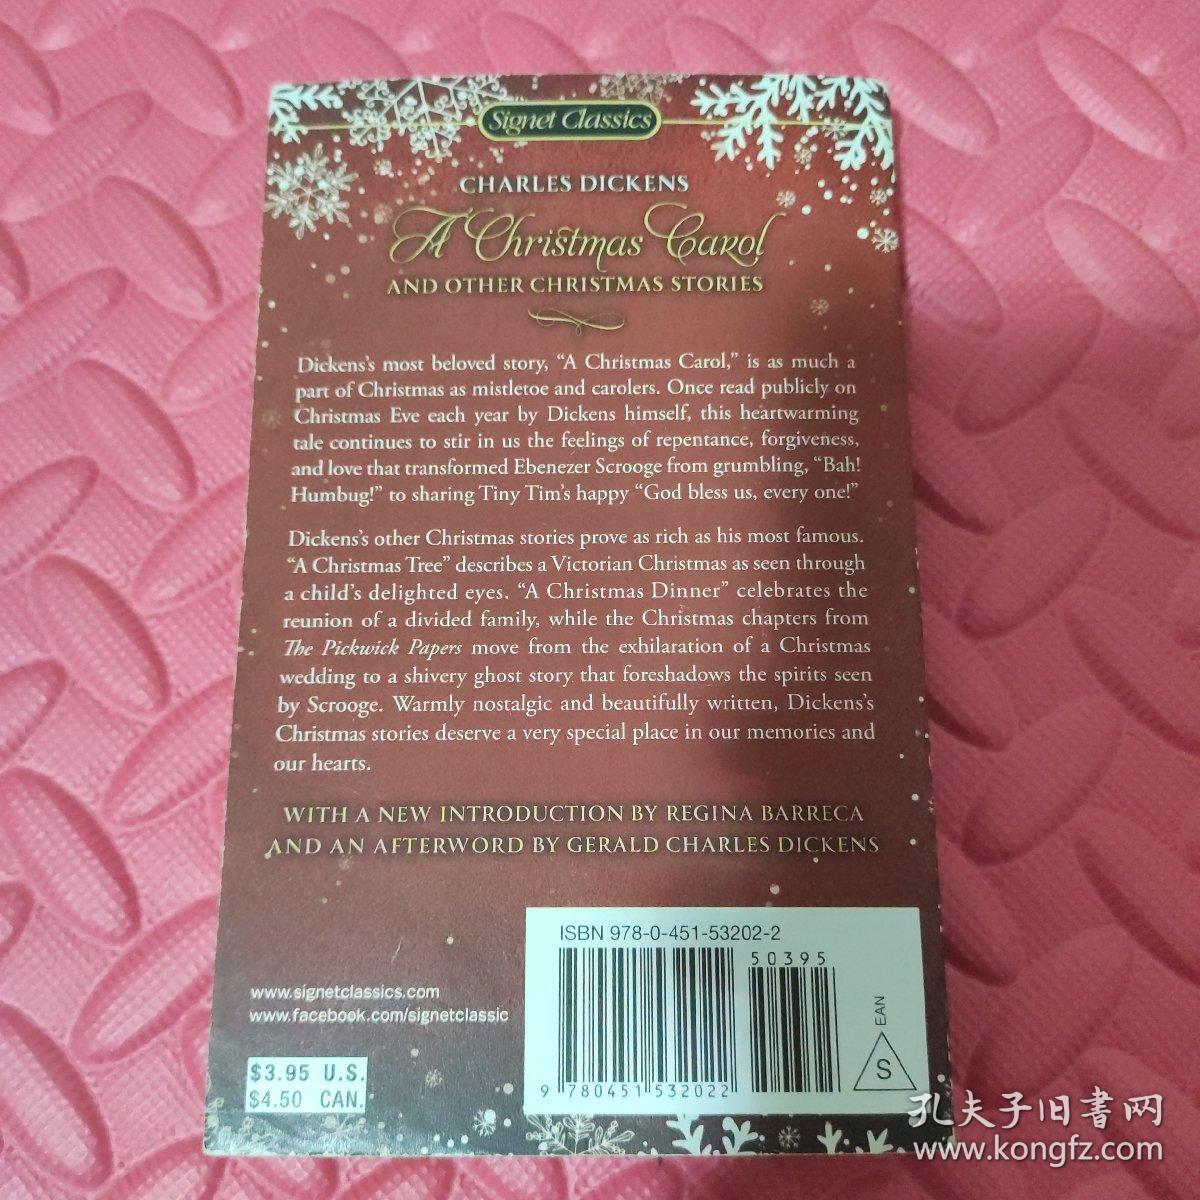 Signet Classics
CHARLES DICKENS
A Christmas Carol
AND OTHER CHRISTMAS STORIES
Dickens's most beloved story, “A Christmas Carol,” is as much a
part of Christmas as mistletoe and carolers. Once read publicly on
Christmas Eve each year by Dickens himself, this heartwarming
tale continues to stir in us the feelings of repentance, forgiveness,
and love that transformed Ebenezer Scrooge from grumbling, “Bah!
Humbug!” to sharing Tiny Tim's happy “God bless us, every one!”
Dickens's other Christmas stories prove as rich as his most famous.
“A Christmas Tree” describes a Victorian Christmas as seen through
a child's delighted eyes. “A Christmas Dinner” celebrates the
reunion of a divided family, while the Christmas chapters from
The Pickwick Papers move from the exhilaration of a Christmas
wedding to a shivery ghost story that foreshadows the spirits seen
by Scrooge. Warmly nostalgic and beautifully written, Dickens's
Christmas stories deserve a very special place in our memories and
our hearts.
WITH A NEW INTRODUCTION BY REGINA BARRECA
AND AN AFTERWORD BY GERALD CHARLES DICKENS
ISBN 978-0-451-53202-2
50395
EAN
S
9 780451 532022
www.signetclassics.com
www.facebook.com/signetclassic
$3.95 U.S.
$4.50 CAN.
孔夫子旧書网
www.kongfz.com